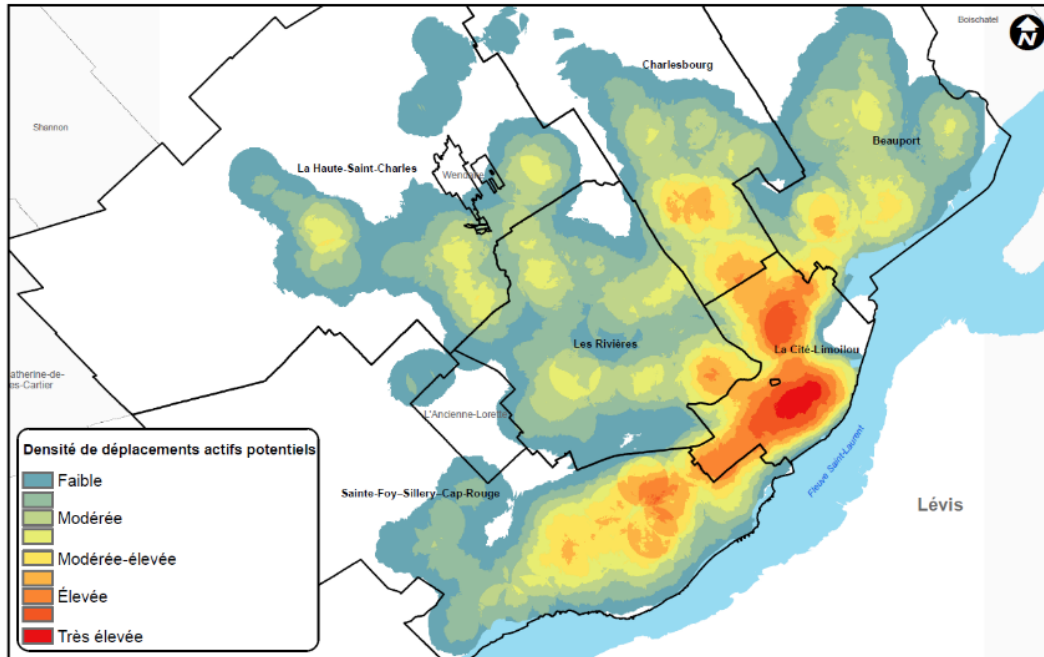 Boischatel
N
Charlesbourg
Shannon
Beauport
La Haute-Saint-Charles
Wendake
Les Rivières
La Cité-Limoilou
atherine-de-
es-Cartier
L'Ancienne-Lorette
Densité de déplacements actifs potentiels
Faible
Modérée
Modérée-élevée
Élevée
Très élevée
Sainte-Foy–Sillery–Cap-Rouge
Fleuve Saint-Laurent
Lévis